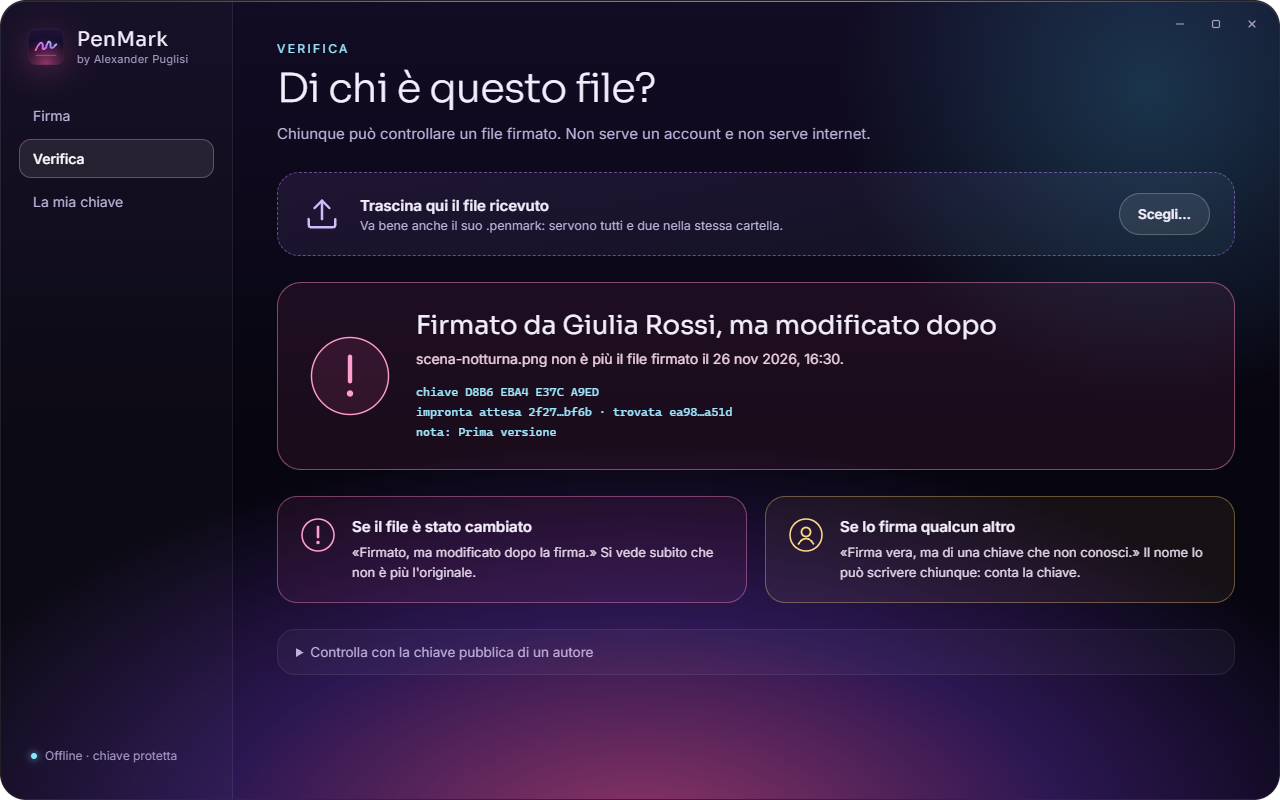 PenMark
by Alexander Puglisi
Firma
Verifica
La mia chiave
Offline · chiave protetta
VERIFICA
Di chi è questo file?
Chiunque può controllare un file firmato. Non serve un account e non serve internet.
Trascina qui il file ricevuto
Va bene anche il suo .penmark: servono tutti e due nella stessa cartella.
Scegli...
Firmato da Giulia Rossi, ma modificato dopo
scena-notturna.png non è più il file firmato il 26 nov 2026, 16:30.
chiave D8B6 EBA4 E37C A9ED
impronta attesa 2f27…bf6b · trovata ea98…a51d
nota: Prima versione
Se il file è stato cambiato
«Firmato, ma modificato dopo la firma.» Si vede subito che
non è più l'originale.
Se lo firma qualcun altro
«Firma vera, ma di una chiave che non conosci.» Il nome lo
può scrivere chiunque: conta la chiave.
Controlla con la chiave pubblica di un autore